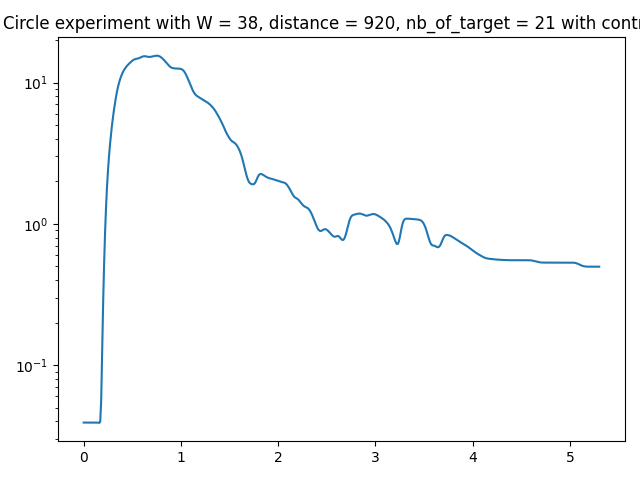 Circle experiment with W = 38, distance = 920, nb_of_target = 21 with contr
10¹
10⁰
10⁻¹
0 1 2 3 4 5